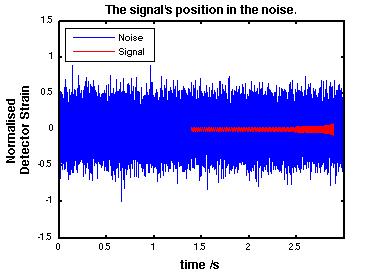 The signal's position in the noise.
1.5
Noise
Signal
1
0.5
0
-0.5
-1
-1.5
Normalised
Detector Strain
0 0.5 1 1.5 2 2.5
time /s